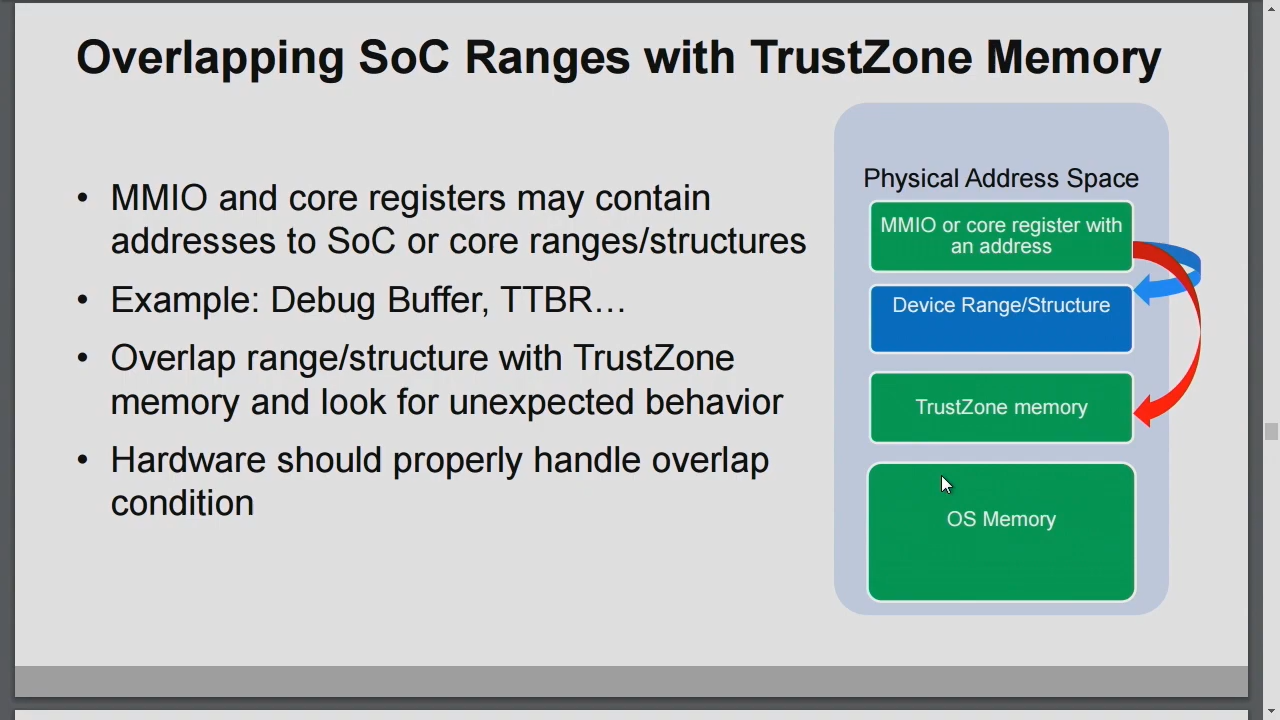 Overlapping SoC Ranges with TrustZone Memory
• MMIO and core registers may contain
addresses to SoC or core ranges/structures
• Example: Debug Buffer, TTBR…
• Overlap range/structure with TrustZone
memory and look for unexpected behavior
• Hardware should properly handle overlap
condition
Physical Address Space
MMIO or core register with
an address
Device Range/Structure
TrustZone memory
OS Memory